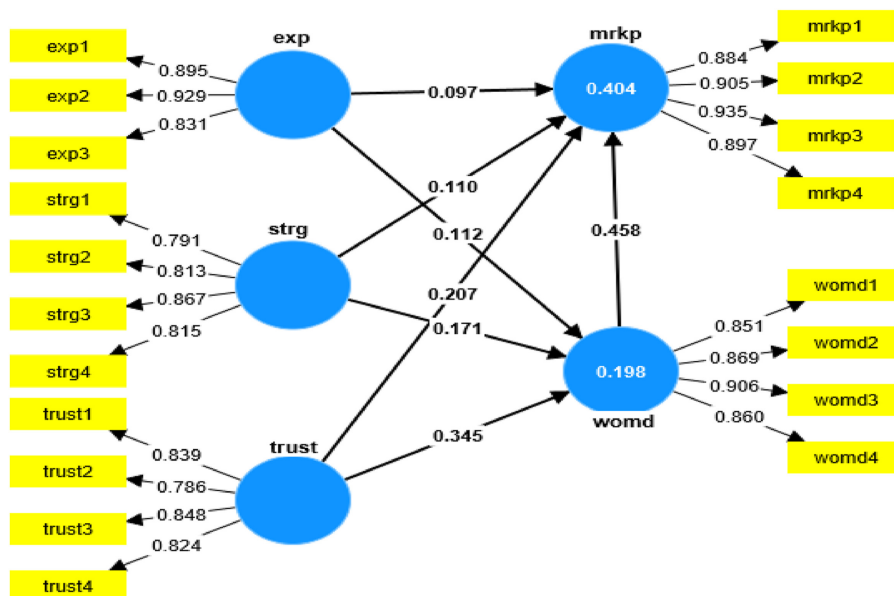 exp1
exp2
exp3
strg1
strg2
strg3
strg4
trust1
trust2
trust3
trust4
0.895
0.929
0.831
0.791
0.813
0.867
0.815
0.839
0.786
0.848
0.824
exp
strg
trust
0.097
0.110
0.112
0.207
0.171
0.345
0.458
mrkp
0.404
0.198
womd
0.884
0.905
0.935
0.897
0.851
0.869
0.906
0.860
mrkp1
mrkp2
mrkp3
mrkp4
womd1
womd2
womd3
womd4